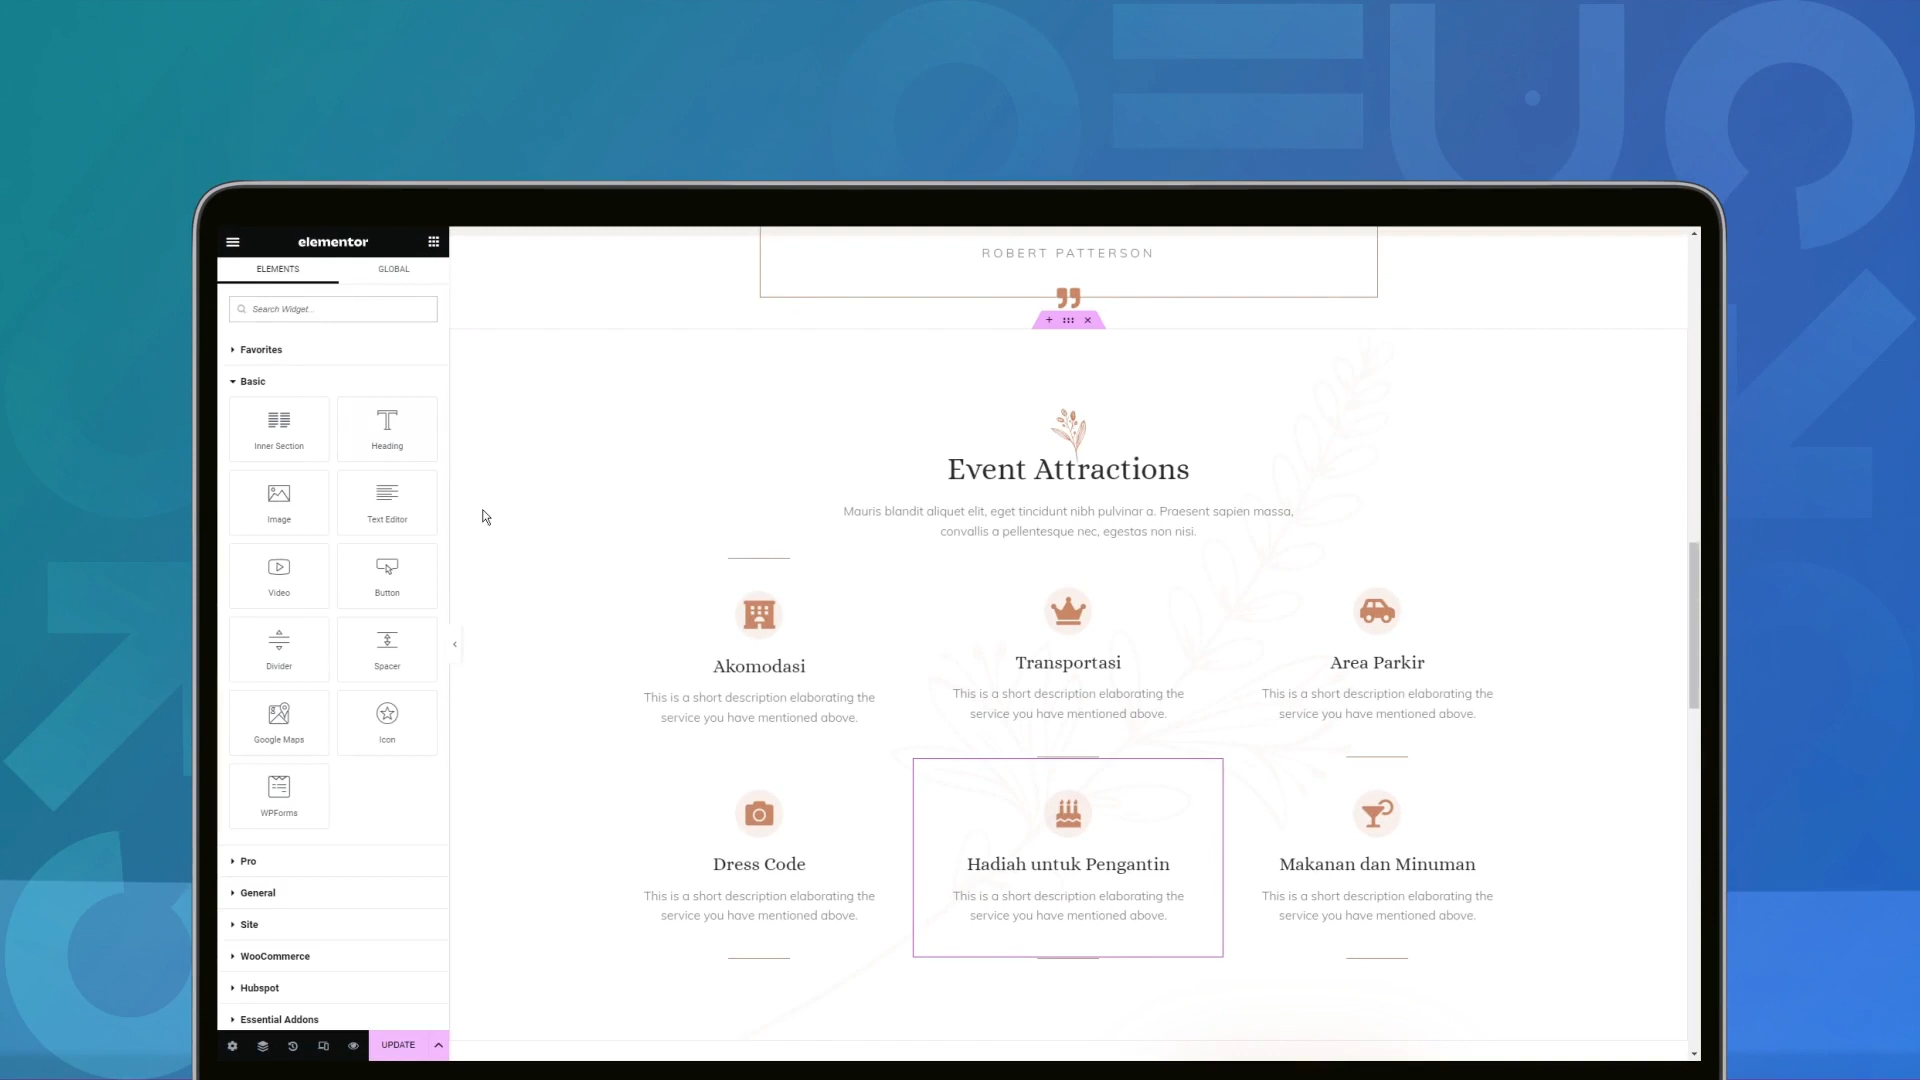 elementor
ELEMENTS
GLOBAL
Search Widget...
Favorites
Basic
Inner Section
Heading
Image
Text Editor
Video
Button
Divider
Spacer
Google Maps
Icon
WPForms
Pro
General
Site
WooCommerce
Hubspot
Essential Addons
UPDATE
ROBERT PATTERSON
Event Attractions
Mauris blandit aliquet elit, eget tincidunt nibh pulvinar a. Praesent sapien massa,
convallis a pellentesque nec, egestas non nisi.
Akomodasi
This is a short description elaborating the
service you have mentioned above.
Transportasi
This is a short description elaborating the
service you have mentioned above.
Area Parkir
This is a short description elaborating the
service you have mentioned above.
Dress Code
This is a short description elaborating the
service you have mentioned above.
Hadiah untuk Pengantin
This is a short description elaborating the
service you have mentioned above.
Makanan dan Minuman
This is a short description elaborating the
service you have mentioned above.